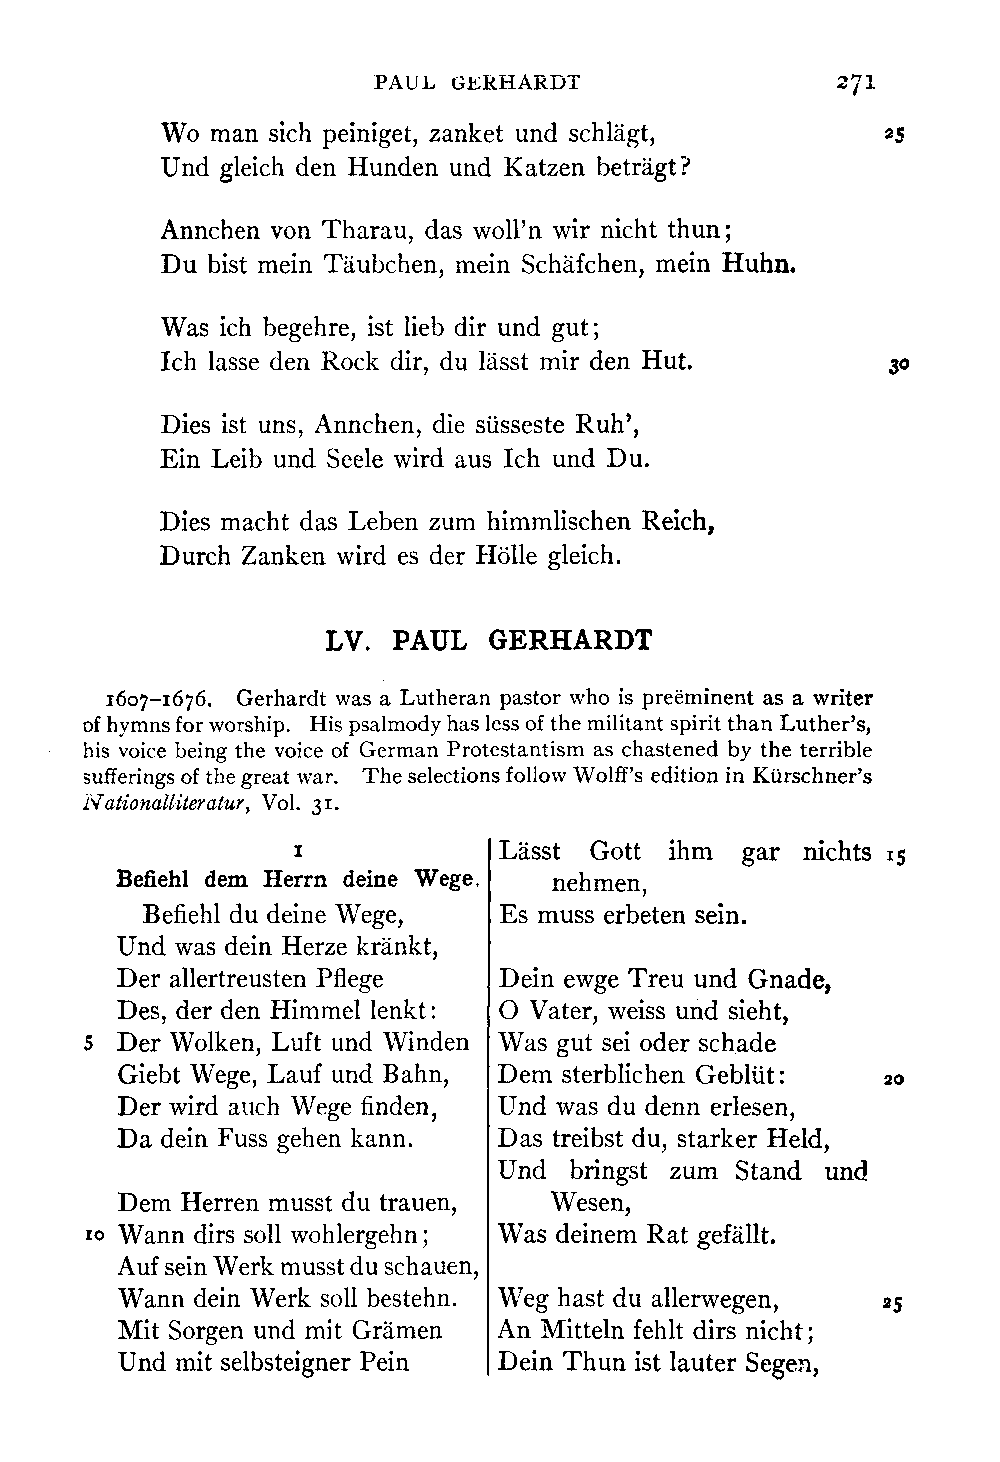 PAUL GERHARDT 271
Wo man sich peiniget, zanket und schlägt, 25
Und gleich den Hunden und Katzen beträgt?
Annchen von Tharau, das woll'n wir nicht thun;
Du bist mein Täubchen, mein Schäfchen, mein Huhn.
Was ich begehre, ist lieb dir und gut;
Ich lasse den Rock dir, du lässt mir den Hut. 30
Dies ist uns, Annchen, die süsseste Ruh',
Ein Leib und Seele wird aus Ich und Du.
Dies macht das Leben zum himmlischen Reich,
Durch Zanken wird es der Hölle gleich.
LV. PAUL GERHARDT
1607–1676. Gerhardt was a Lutheran pastor who is preëminent as a writer
of hymns for worship. His psalmody has less of the militant spirit than Luther's,
his voice being the voice of German Protestantism as chastened by the terrible
sufferings of the great war. The selections follow Wolff's edition in Kürschner's
Nationalliteratur, Vol. 31.
1
Befiehl dem Herrn deine Wege.
Befiehl du deine Wege,
Und was dein Herze kränkt,
Der allertreusten Pflege
Des, der den Himmel lenkt:
5 Der Wolken, Luft und Winden
Giebt Wege, Lauf und Bahn,
Der wird auch Wege finden,
Da dein Fuss gehen kann.
Dem Herren musst du trauen,
10 Wann dirs soll wohlergehn;
Auf sein Werk musst du schauen,
Wann dein Werk soll bestehn.
Mit Sorgen und mit Grämen
Und mit selbsteigner Pein
Lässt Gott ihm gar nichts 15
nehmen,
Es muss erbeten sein.
Dein ewge Treu und Gnade,
O Vater, weiss und sieht,
Was gut sei oder schade
Dem sterblichen Geblüt: 20
Und was du denn erlesen,
Das treibst du, starker Held,
Und bringst zum Stand und
Wesen,
Was deinem Rat gefällt.
Weg hast du allerwegen, 25
An Mitteln fehlt dirs nicht;
Dein Thun ist lauter Segen,